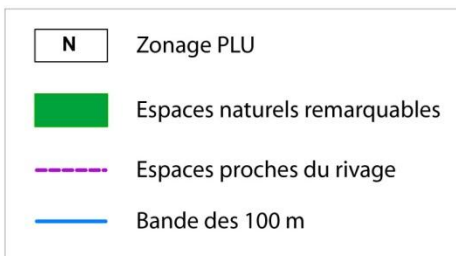 N Zonage PLU
Espaces naturels remarquables
Espaces proches du rivage
Bande des 100 m